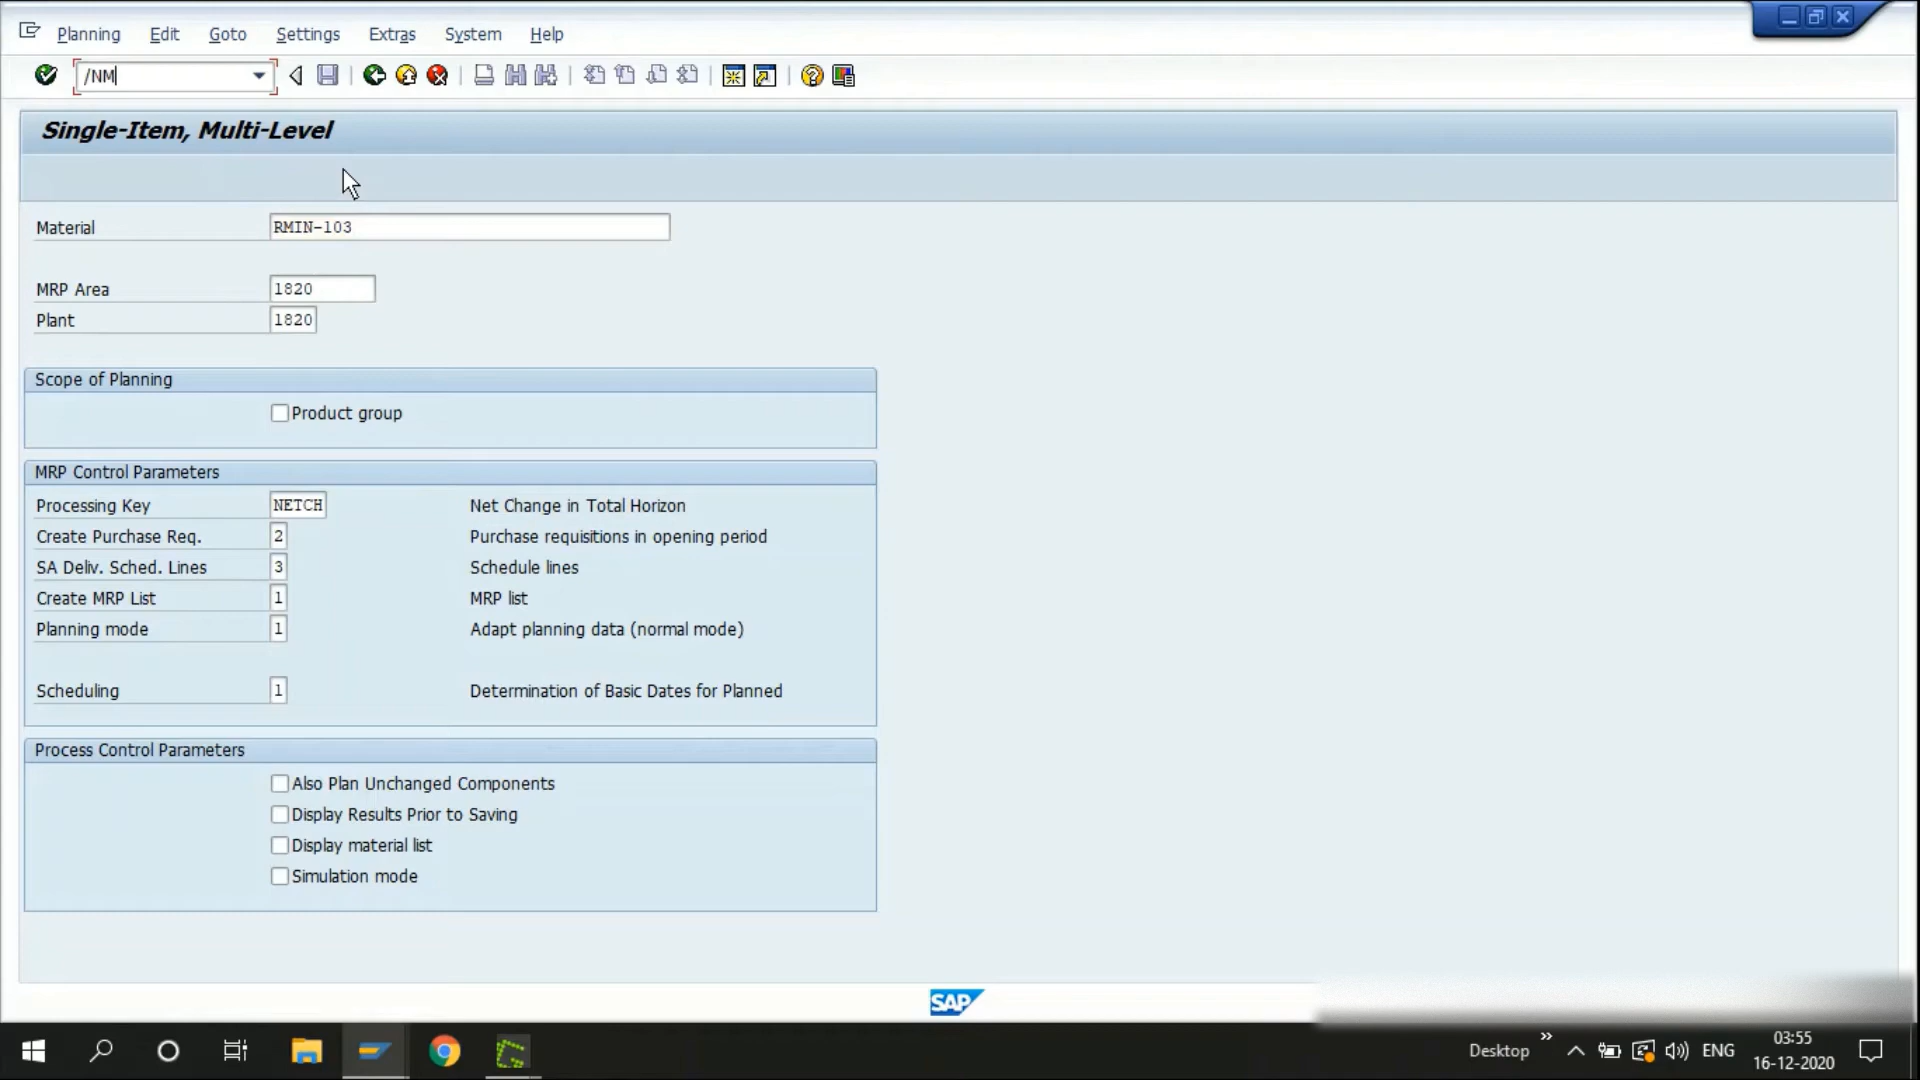 Planning Edit Goto Settings Extras System Help
/NM
Single-Item, Multi-Level
Material RMIN-103
MRP Area 1820
Plant 1820
Scope of Planning
Product group
MRP Control Parameters
Processing Key NETCH Net Change in Total Horizon
Create Purchase Req. 2 Purchase requisitions in opening period
SA Deliv. Sched. Lines 3 Schedule lines
Create MRP List 1 MRP list
Planning mode 1 Adapt planning data (normal mode)
Scheduling 1 Determination of Basic Dates for Planned
Process Control Parameters
Also Plan Unchanged Components
Display Results Prior to Saving
Display material list
Simulation mode
SAP
Desktop » ENG 03:55
16-12-2020